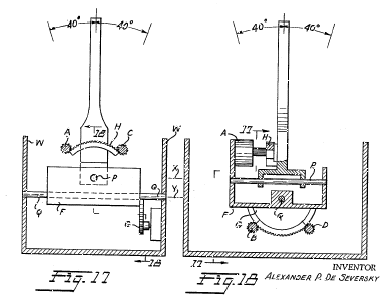 40° 40°
40° 40°
18
H
A
C
W
W
P
X
Y
Q
Q
F
L
G
18
Fig. 17
17
A
H
P
F
G
Q
B
D
17
Fig. 18
INVENTOR
ALEXANDER P. DE SEVERSKY